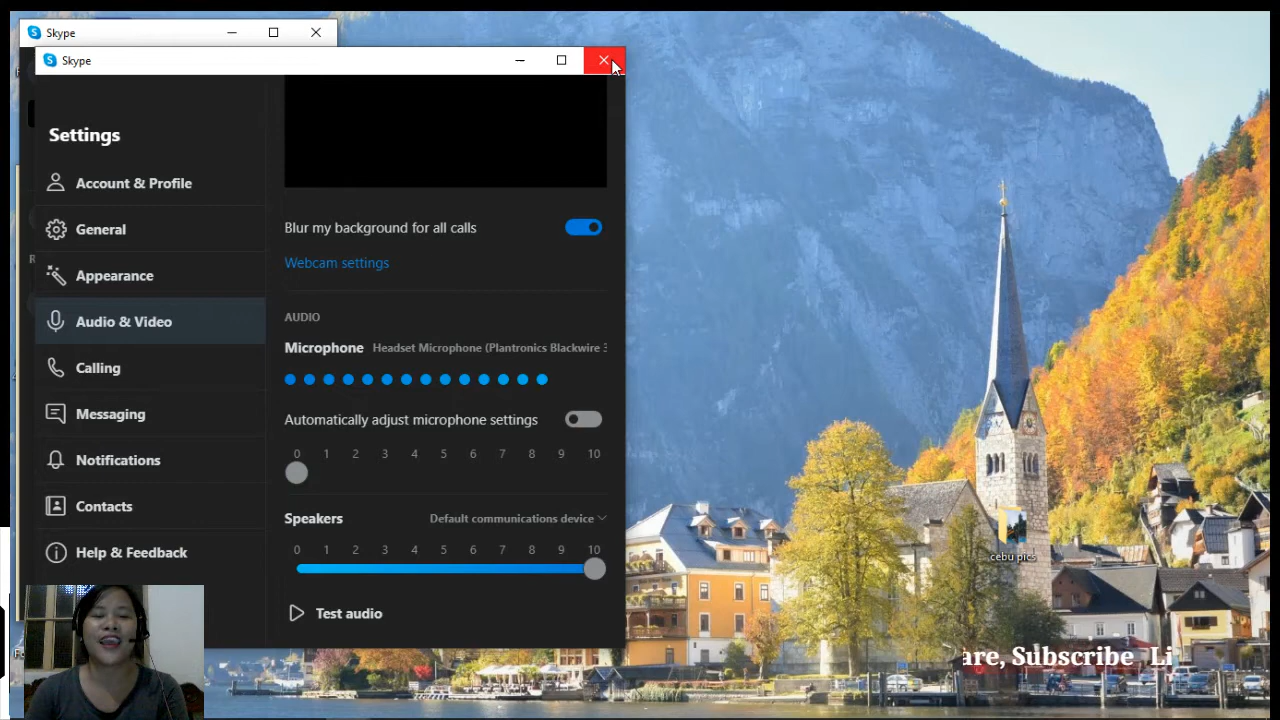 Skype
Skype
Settings
Account & Profile
General
Appearance
Audio & Video
Calling
Messaging
Notifications
Contacts
Help & Feedback
Blur my background for all calls
Webcam settings
AUDIO
Microphone Headset Microphone (Plantronics Blackwire 3
Automatically adjust microphone settings
0 1 2 3 4 5 6 7 8 9 10
Speakers Default communications device
0 1 2 3 4 5 6 7 8 9 10
Test audio
cebu pics
are, Subscribe Li